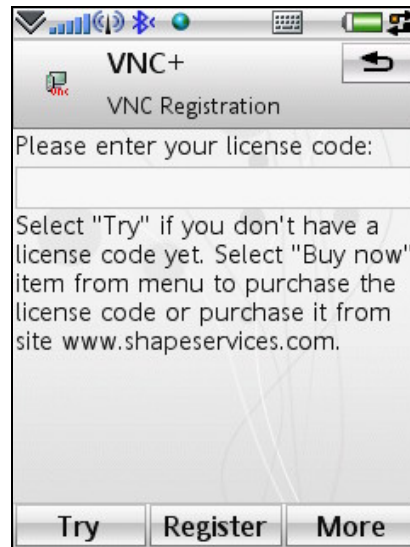 VNC+
vnc
VNC Registration
Please enter your license code:
Select "Try" if you don't have a
license code yet. Select "Buy now"
item from menu to purchase the
license code or purchase it from
site www.shapeservices.com.
Try Register More